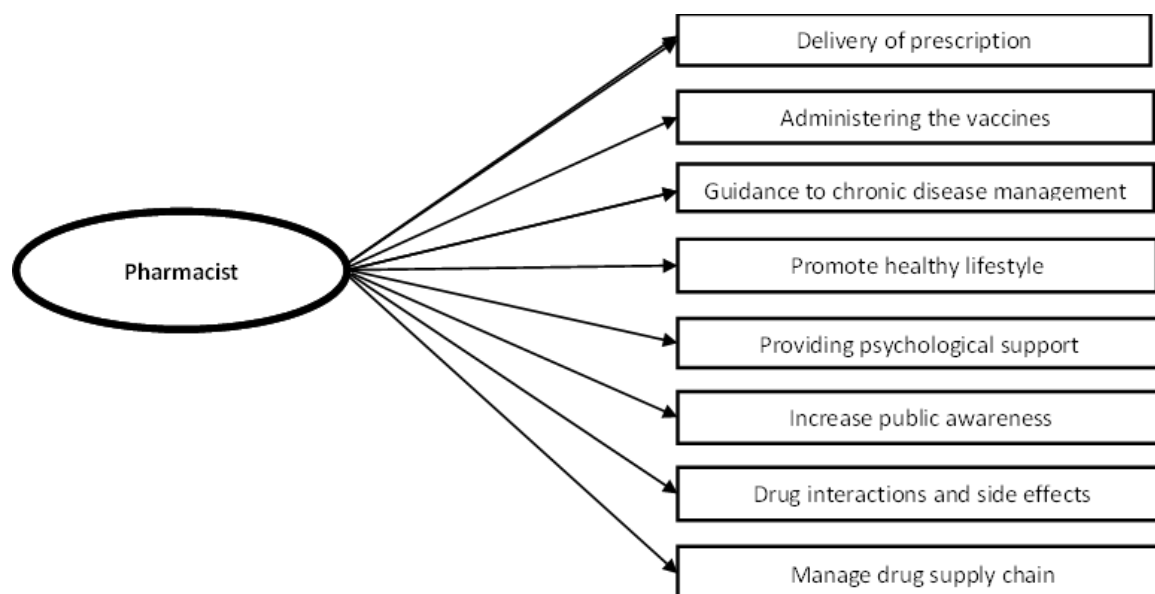 Delivery of prescription
Administering the vaccines
Guidance to chronic disease management
Pharmacist
Promote healthy lifestyle
Providing psychological support
Increase public awareness
Drug interactions and side effects
Manage drug supply chain